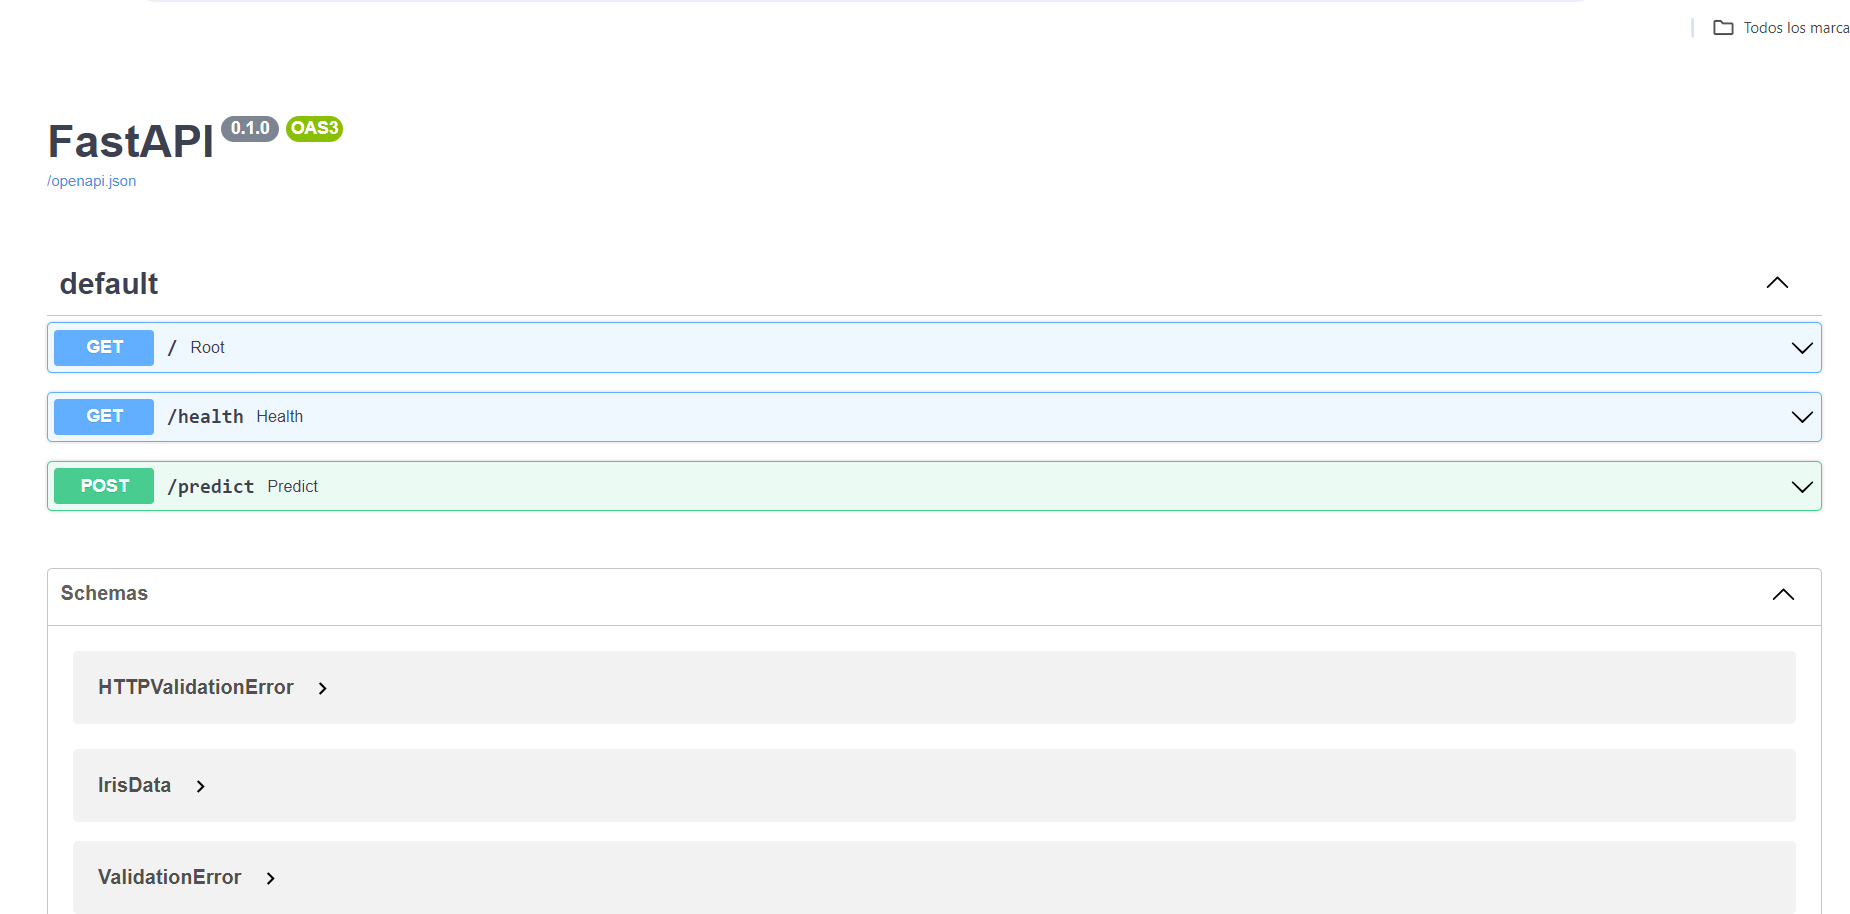 Todos los marca
FastAPI 0.1.0 OAS3
/openapi.json
default
GET / Root
GET /health Health
POST /predict Predict
Schemas
HTTPValidationError
IrisData
ValidationError